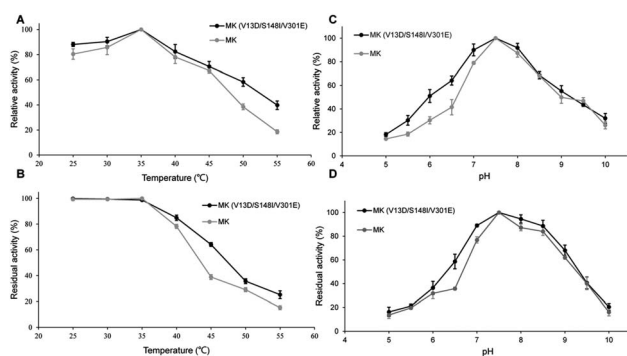 A
Relative activity (%)
100
80
60
40
20
20 25 30 35 40 45 50 55 60
Temperature (°C)
MK (V13D/S148I/V301E)
MK
C
Relative activity (%)
100
80
60
40
20
0
4 5 6 7 8 9 10
pH
MK (V13D/S148I/V301E)
MK
B
Residual activity (%)
100
80
60
40
20
0
20 25 30 35 40 45 50 55 60
Temperature (°C)
MK (V13D/S148I/V301E)
MK
D
Residual activity (%)
100
80
60
40
20
0
4 5 6 7 8 9 10
pH
MK (V13D/S148I/V301E)
MK